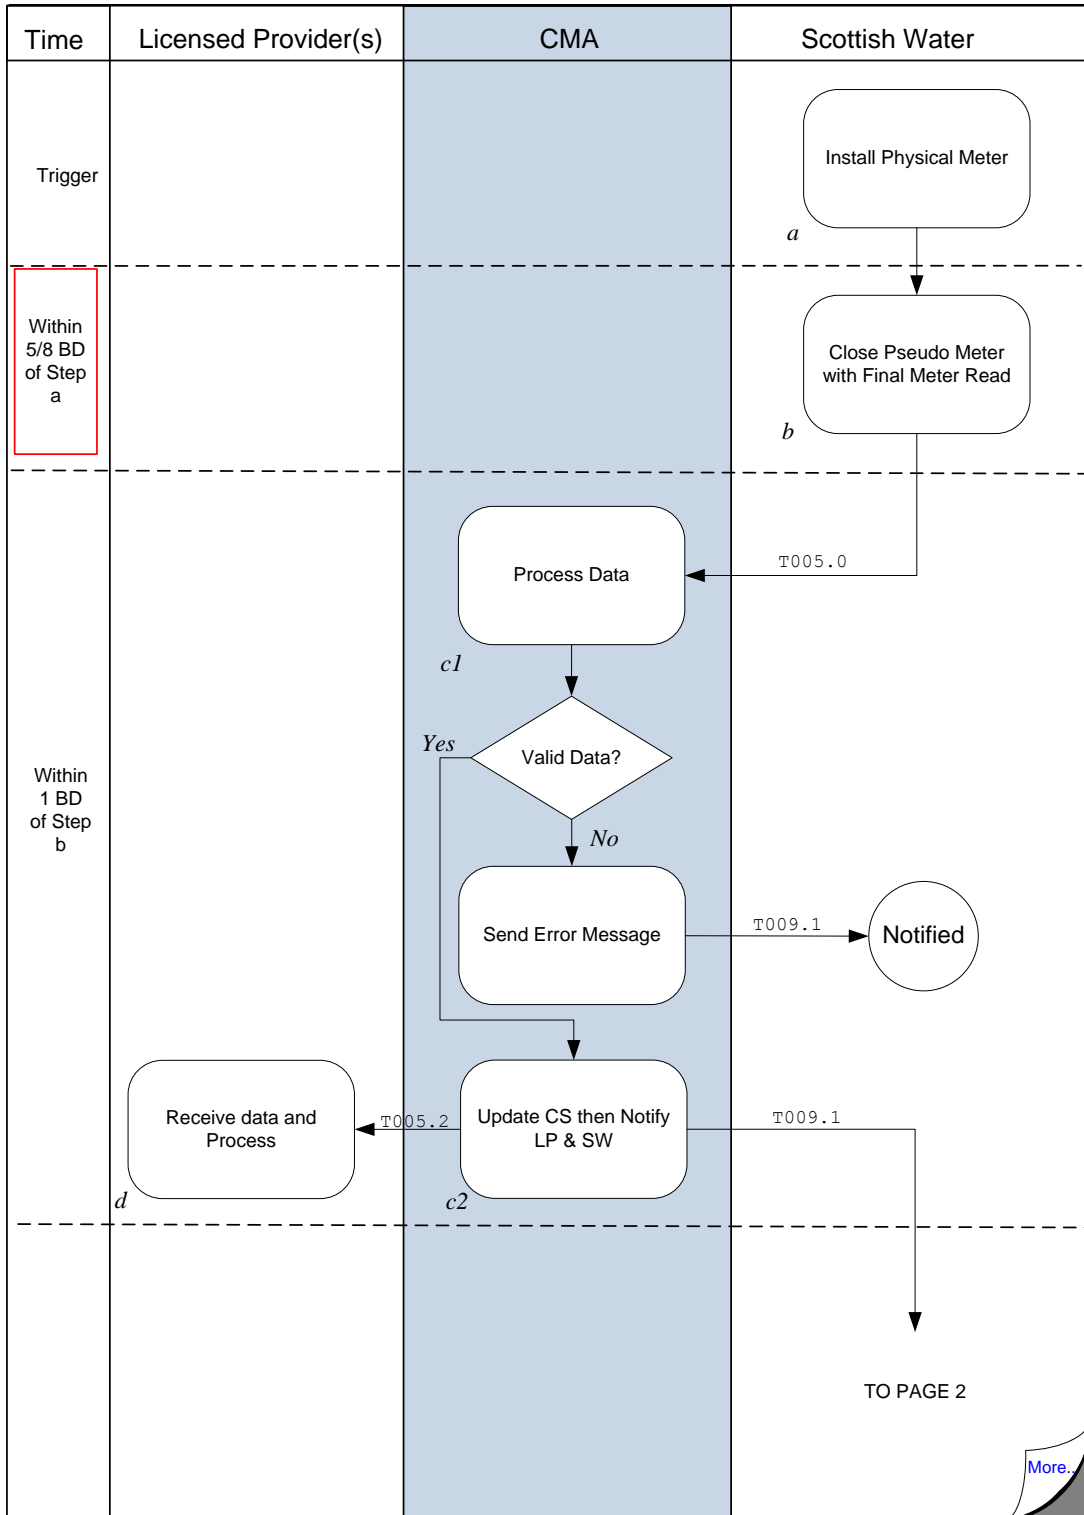 Time
Licensed Provider(s)
CMA
Scottish Water
Trigger
Install Physical Meter
a
Within
5/8 BD
of Step
a
Close Pseudo Meter
with Final Meter Read
b
T005.0
Process Data
c1
Within
1 BD
of Step
b
Yes
Valid Data?
No
Send Error Message
T009.1
Notified
Receive data and
Process
d
T005.2
Update CS then Notify
LP & SW
c2
T009.1
TO PAGE 2
More..